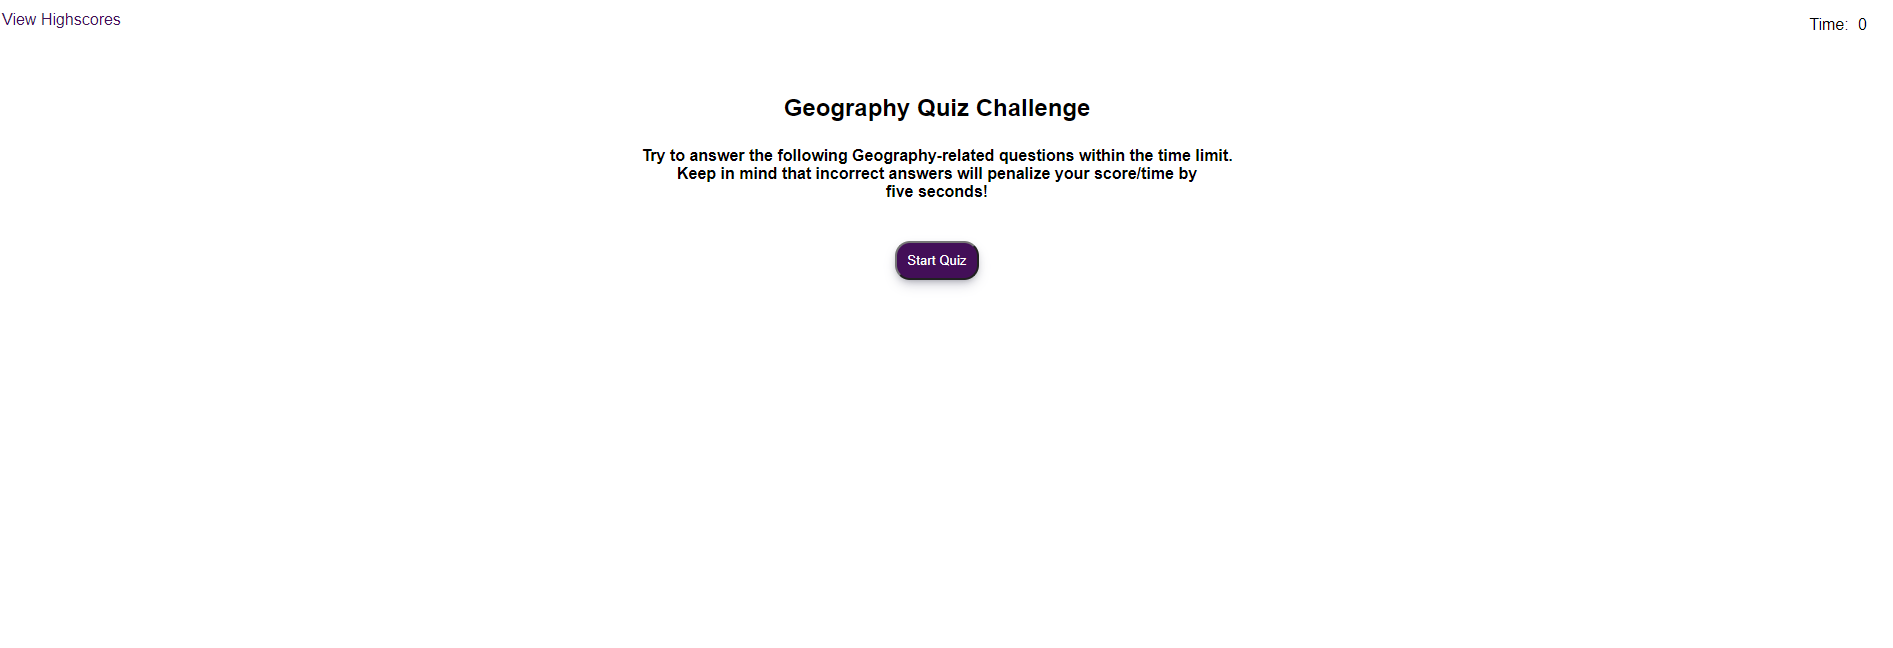 View Highscores
Time: 0
Geography Quiz Challenge
Try to answer the following Geography-related questions within the time limit.
Keep in mind that incorrect answers will penalize your score/time by
five seconds!
Start Quiz